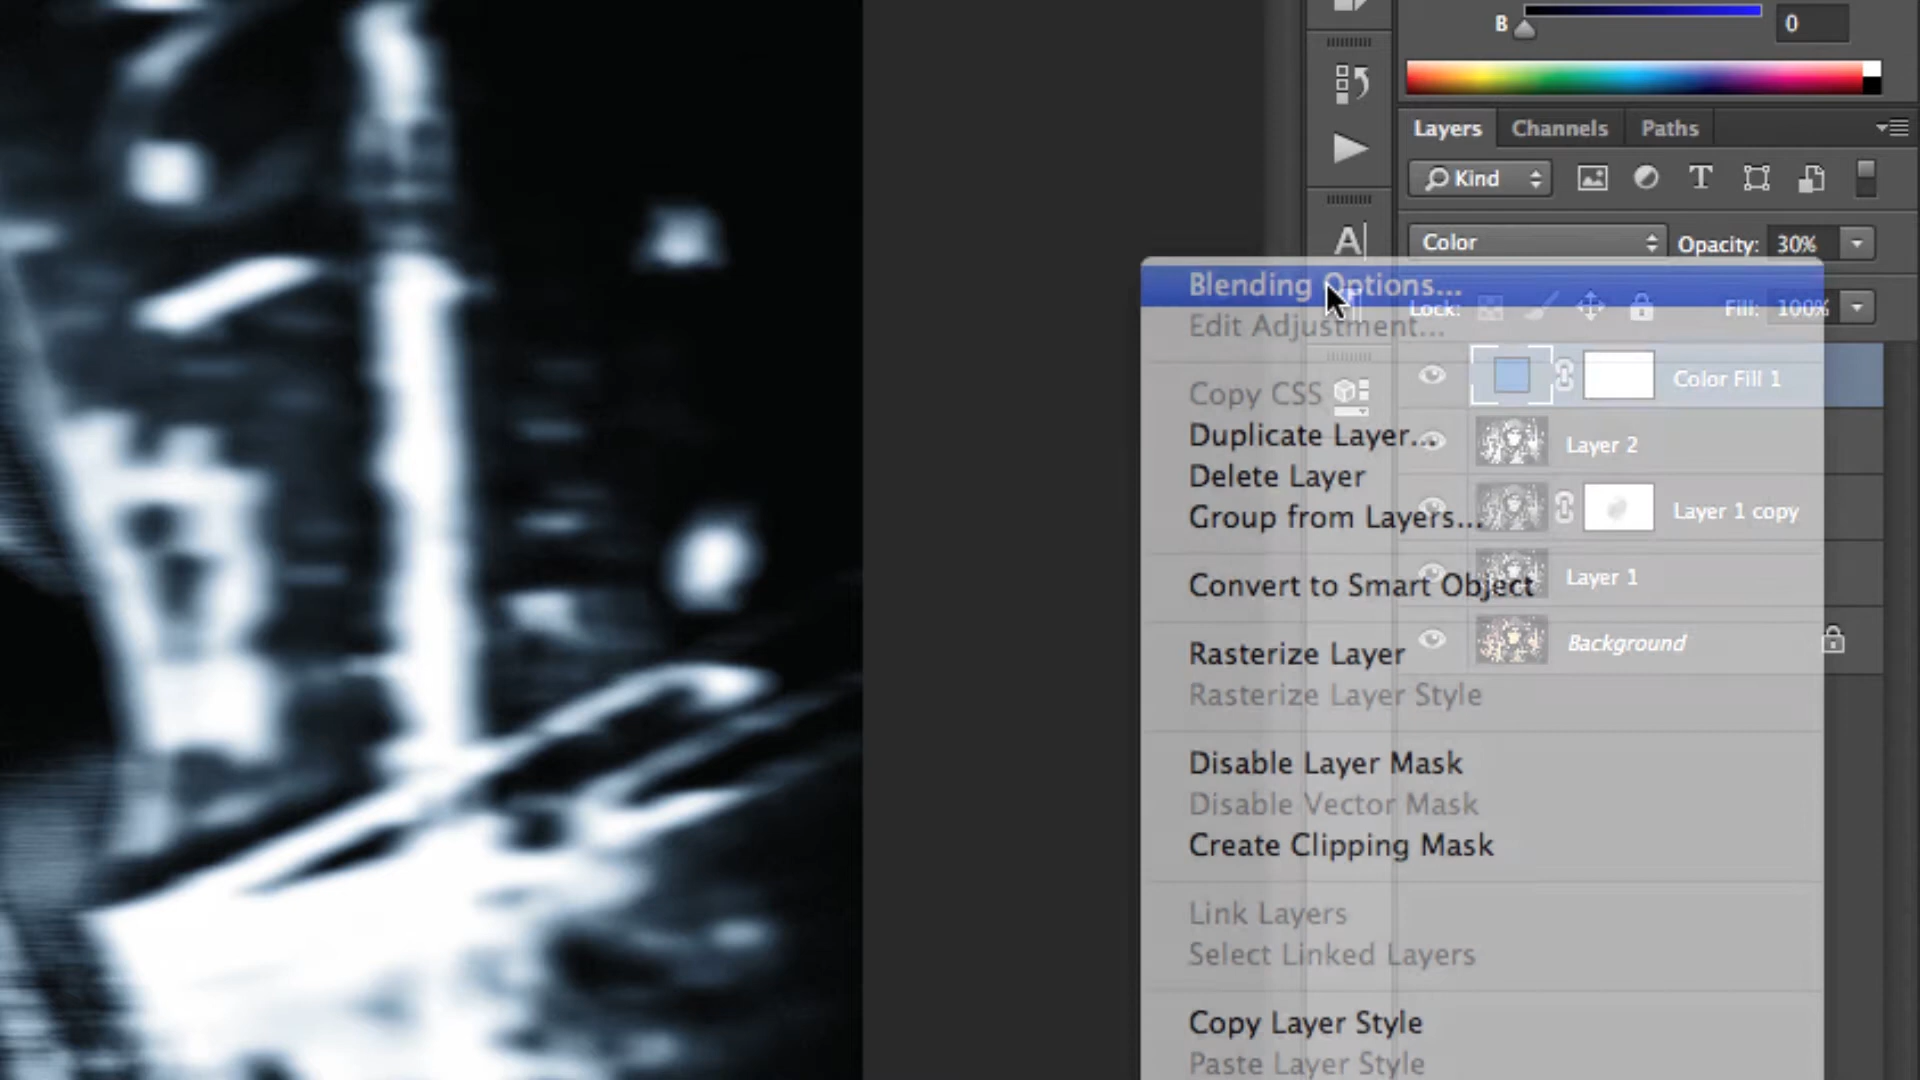 B 0
Layers Channels Paths
Kind
Color Opacity: 30%
Blending Options...
Lock: Fill: 100%
Edit Adjustment...
Color Fill 1
Copy CSS
Duplicate Layer...
Layer 2
Delete Layer
Group from Layers...
Layer 1 copy
Convert to Smart Object
Layer 1
Rasterize Layer
Background
Rasterize Layer Style
Disable Layer Mask
Disable Vector Mask
Create Clipping Mask
Link Layers
Select Linked Layers
Copy Layer Style
Paste Layer Style